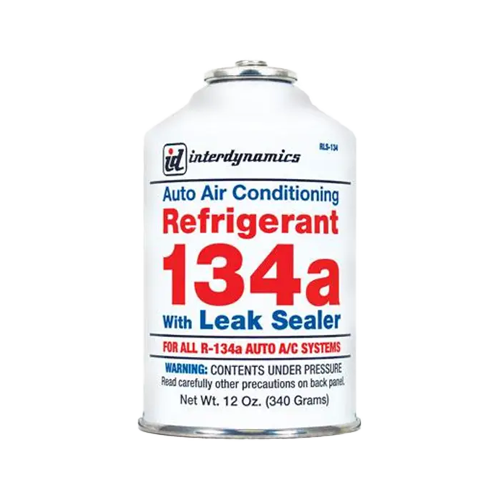 RLS-134
id interdynamics
Auto Air Conditioning
Refrigerant
134a
With Leak Sealer
FOR ALL R-134a AUTO A/C SYSTEMS
WARNING: CONTENTS UNDER PRESSURE
Read carefully other precautions on back panel.
Net Wt. 12 Oz. (340 Grams)